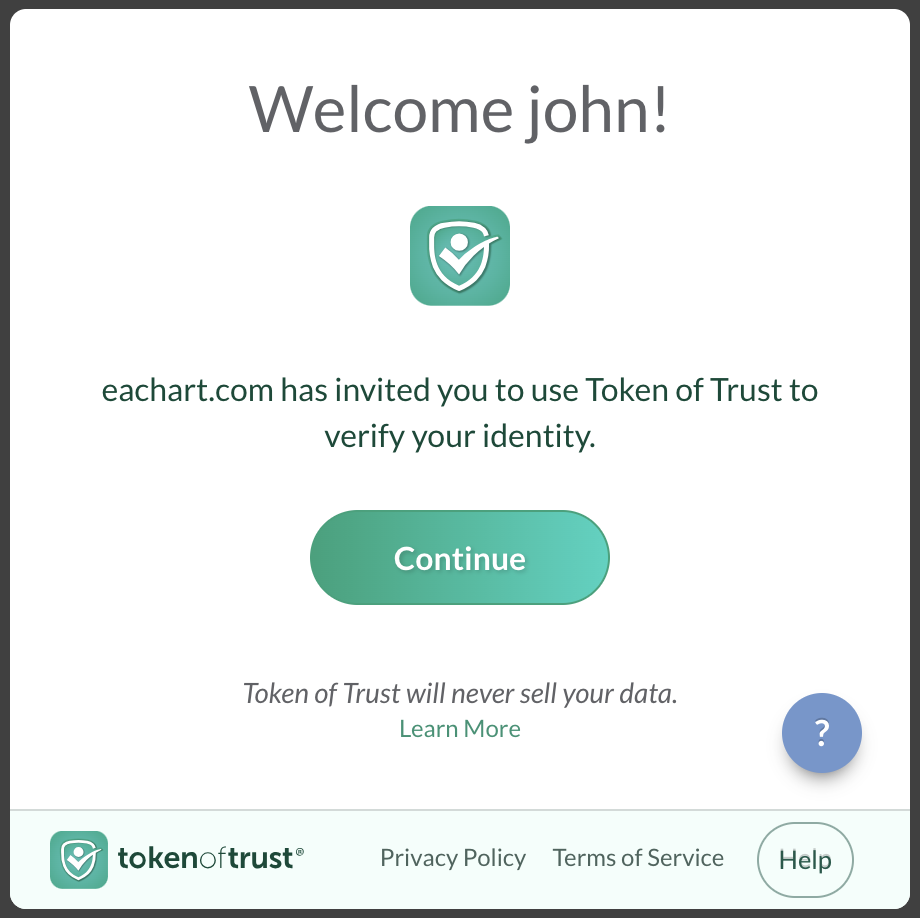 Welcome john!
eachart.com has invited you to use Token of Trust to
verify your identity.
Continue
Token of Trust will never sell your data.
Learn More
?
tokenoftrust® Privacy Policy Terms of Service Help